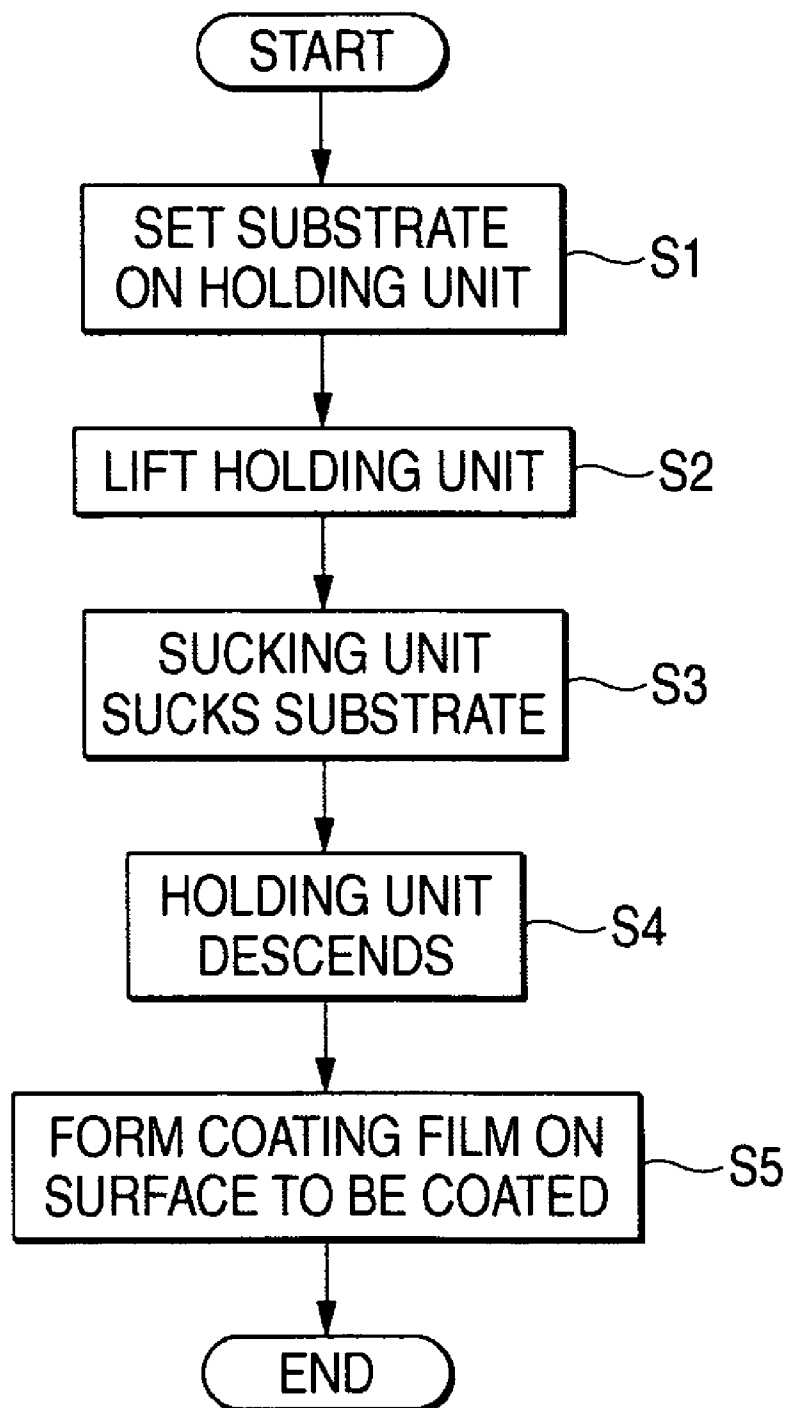 START
SET SUBSTRATE
ON HOLDING UNIT
S1
LIFT HOLDING UNIT
S2
SUCKING UNIT
SUCKS SUBSTRATE
S3
HOLDING UNIT
DESCENDS
S4
FORM COATING FILM ON
SURFACE TO BE COATED
S5
END